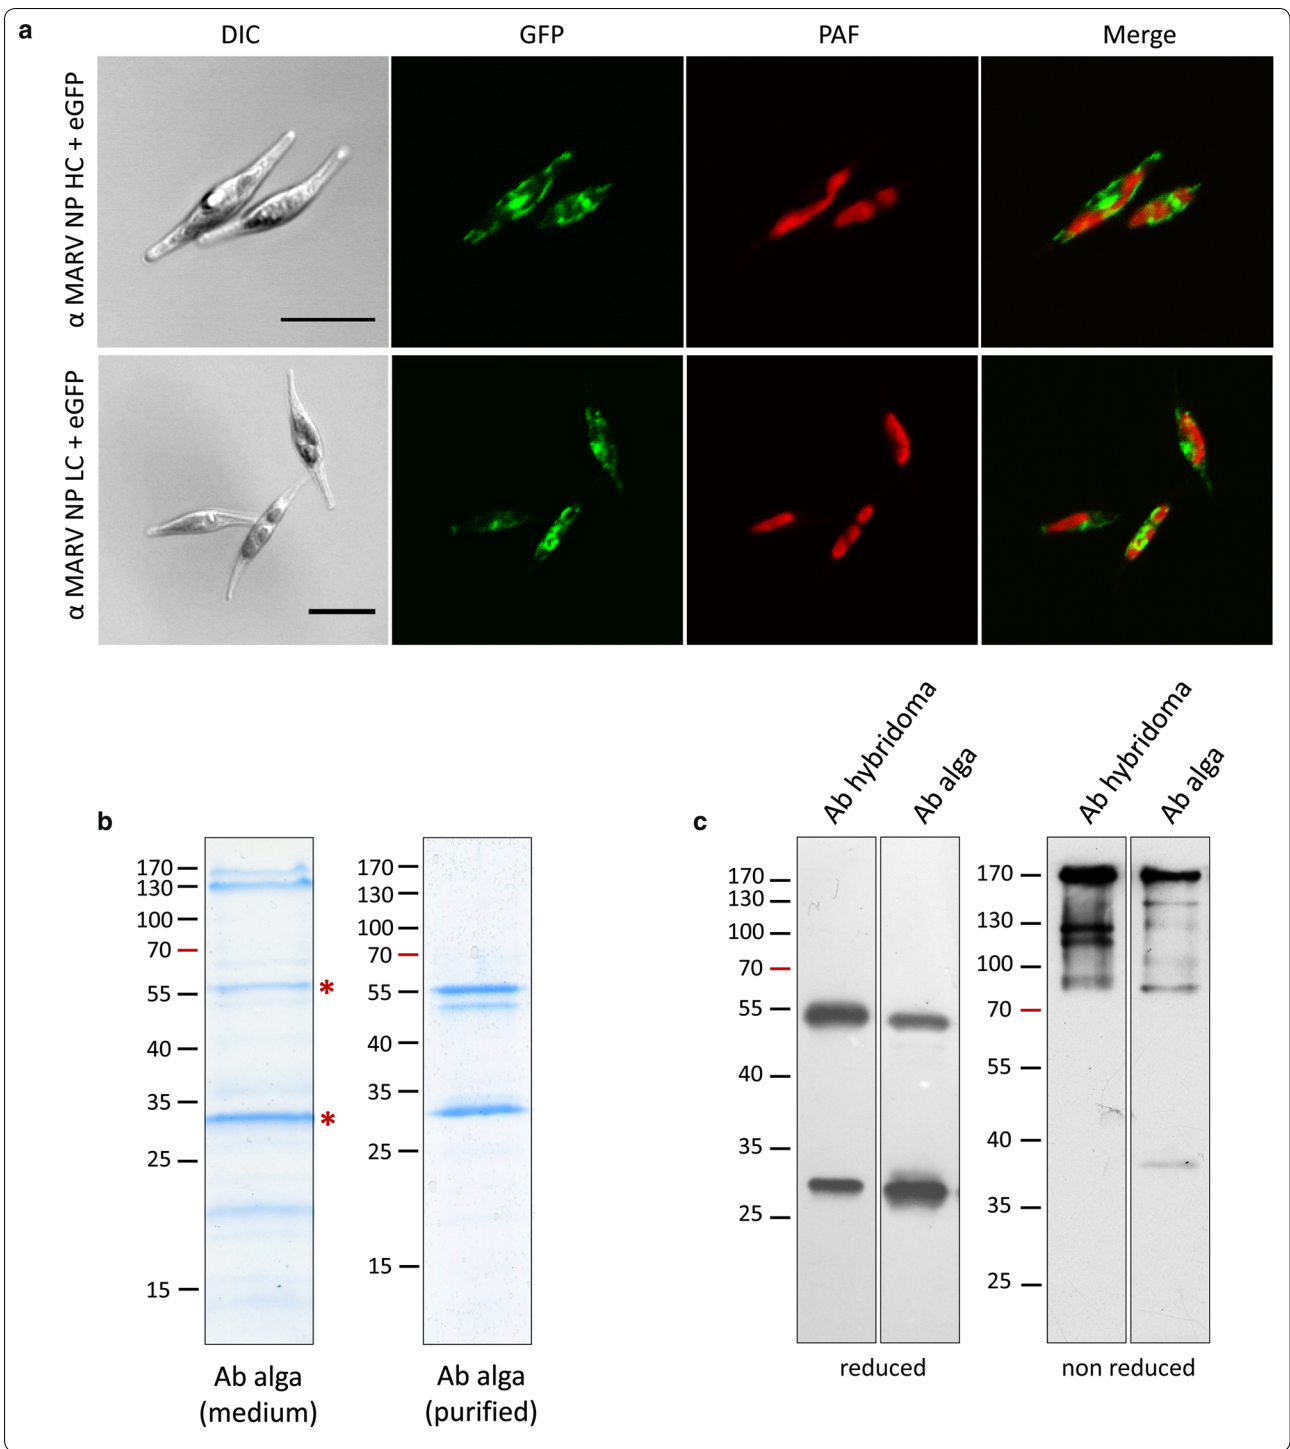 a
DIC
GFP
PAF
Merge
α MARV NP HC + eGFP
α MARV NP LC + eGFP
b
170
130
100
70
55
*
40
35
*
25
15
Ab alga
(medium)
170
130
100
70
55
40
35
25
15
Ab alga
(purified)
c
Ab hybridoma
Ab alga
170
130
100
70
55
40
35
25
reduced
Ab hybridoma
Ab alga
170
130
100
70
55
40
35
25
non reduced